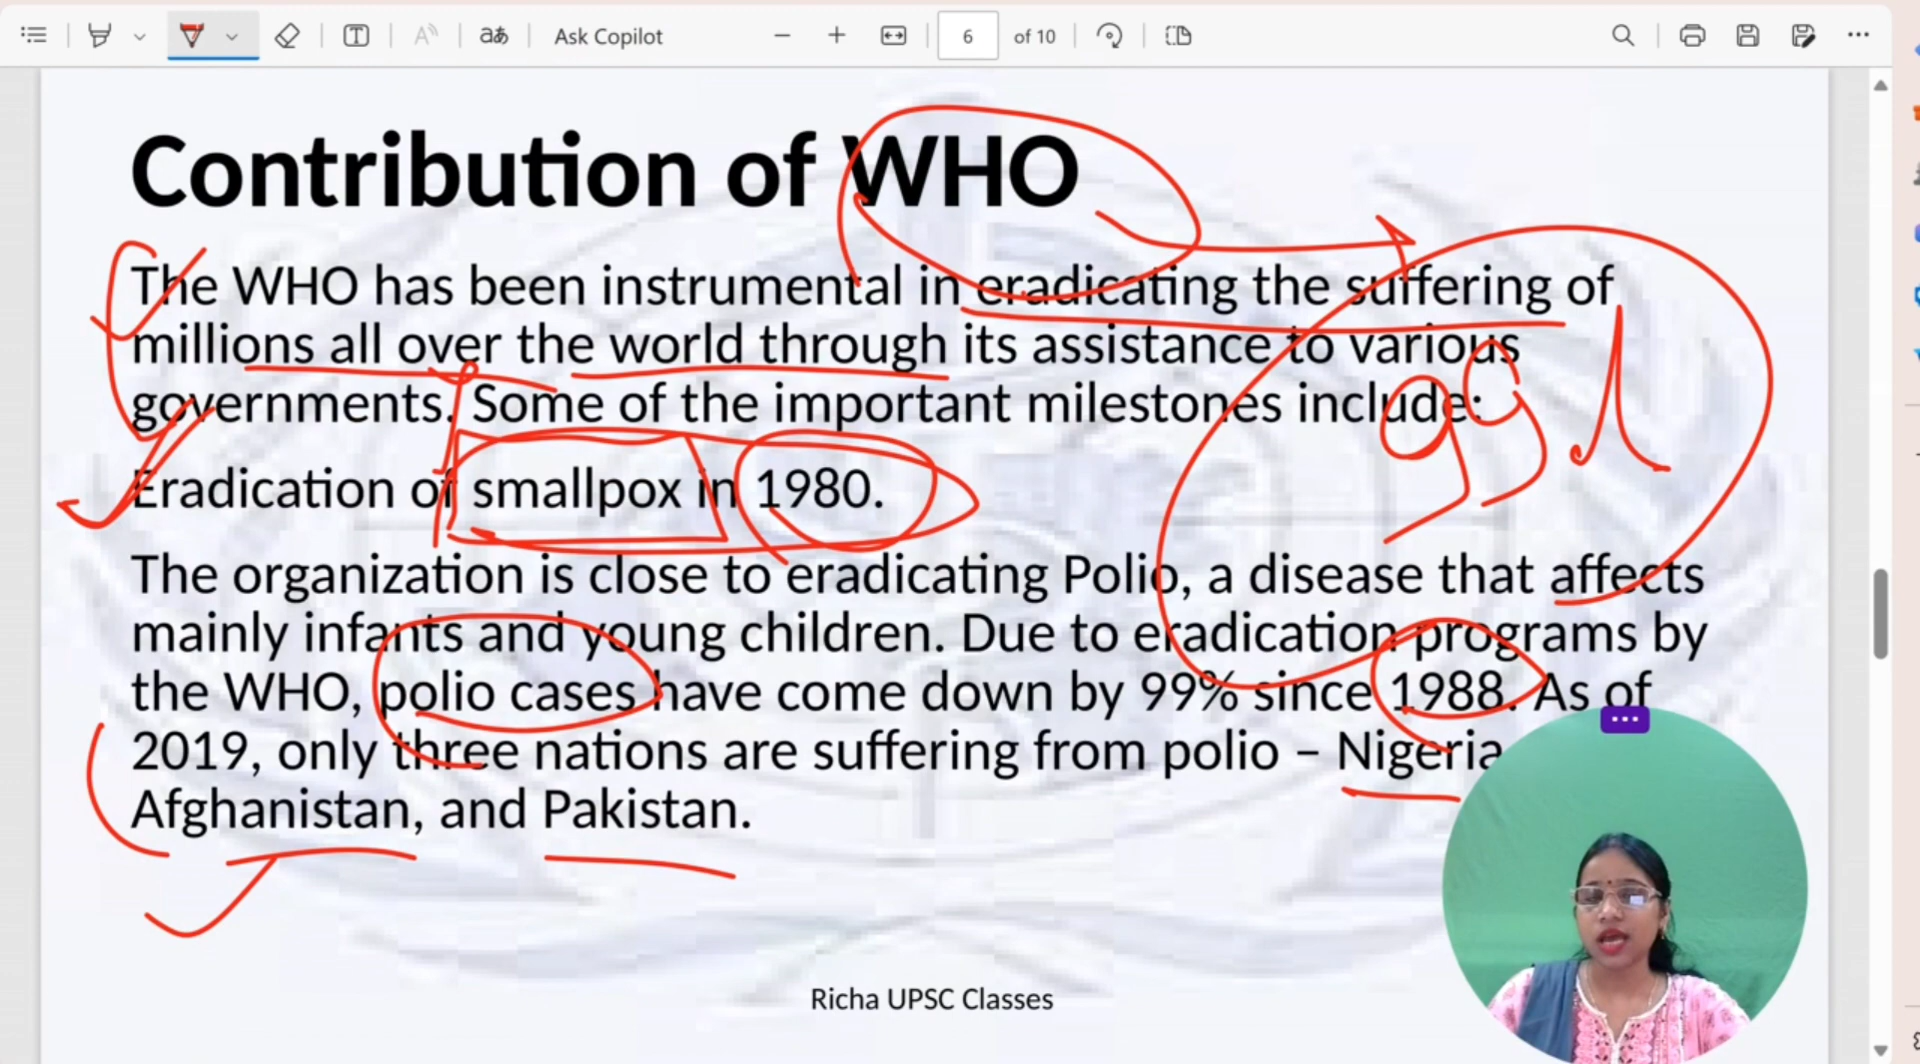 Ask Copilot
6 of 10
Contribution of WHO
The WHO has been instrumental in eradicating the suffering of
millions all over the world through its assistance to various
governments. Some of the important milestones include:
99%
Eradication of smallpox in 1980.
The organization is close to eradicating Polio, a disease that affects
mainly infants and young children. Due to eradication programs by
the WHO, polio cases have come down by 99% since 1988. As of
2019, only three nations are suffering from polio – Nigeria
Afghanistan, and Pakistan.
Richa UPSC Classes